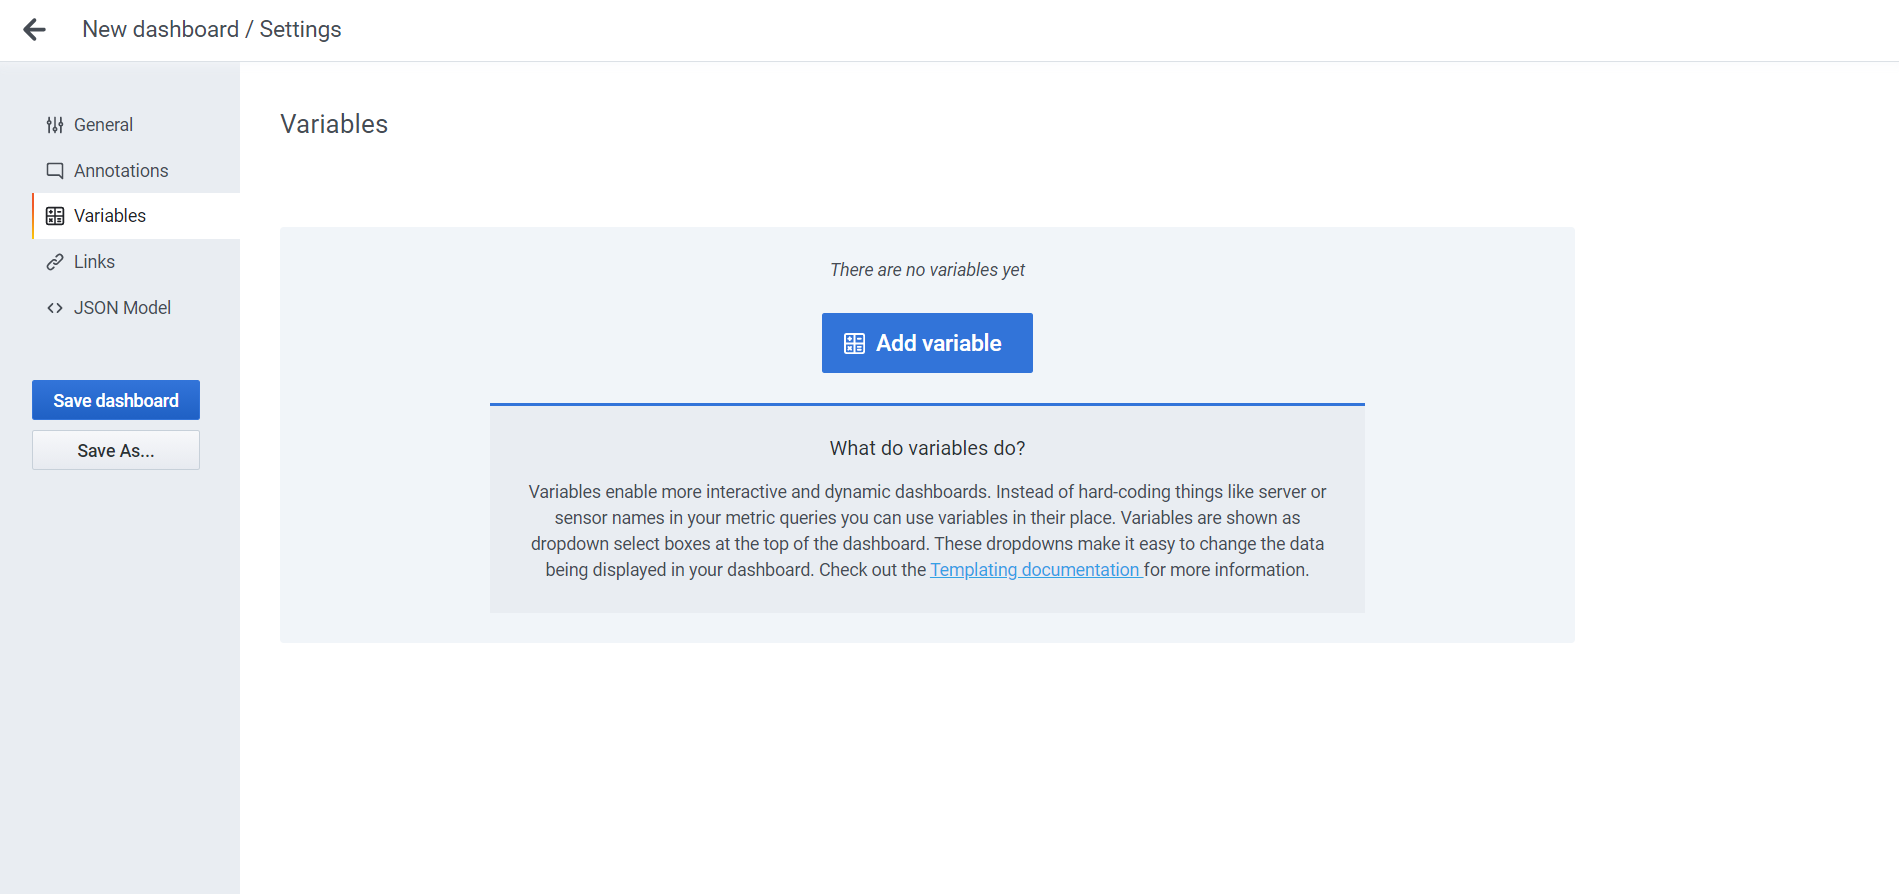 New dashboard / Settings
General
Annotations
Variables
Links
JSON Model
Save dashboard
Save As...
Variables
There are no variables yet
Add variable
What do variables do?
Variables enable more interactive and dynamic dashboards. Instead of hard-coding things like server or
sensor names in your metric queries you can use variables in their place. Variables are shown as
dropdown select boxes at the top of the dashboard. These dropdowns make it easy to change the data
being displayed in your dashboard. Check out the Templating documentation for more information.